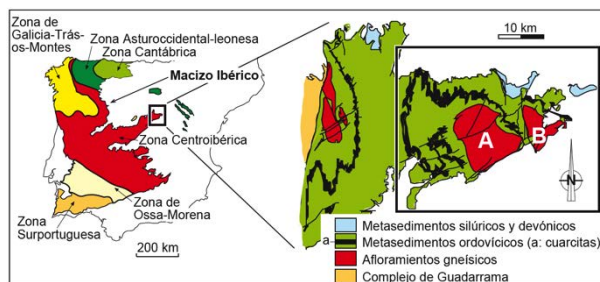 Zona de
Galicia-Trás-
os-Montes
Zona Asturoccidental-leonesa
Zona Cantábrica
Macizo Ibérico
Zona Centroibérica
Zona de
Ossa-Morena
Zona
Surportuguesa
200 km
10 km
A
B
N
Metasedimentos silúricos y devónicos
a
Metasedimentos ordovícicos (a: cuarcitas)
Afloramientos gneísicos
Complejo de Guadarrama